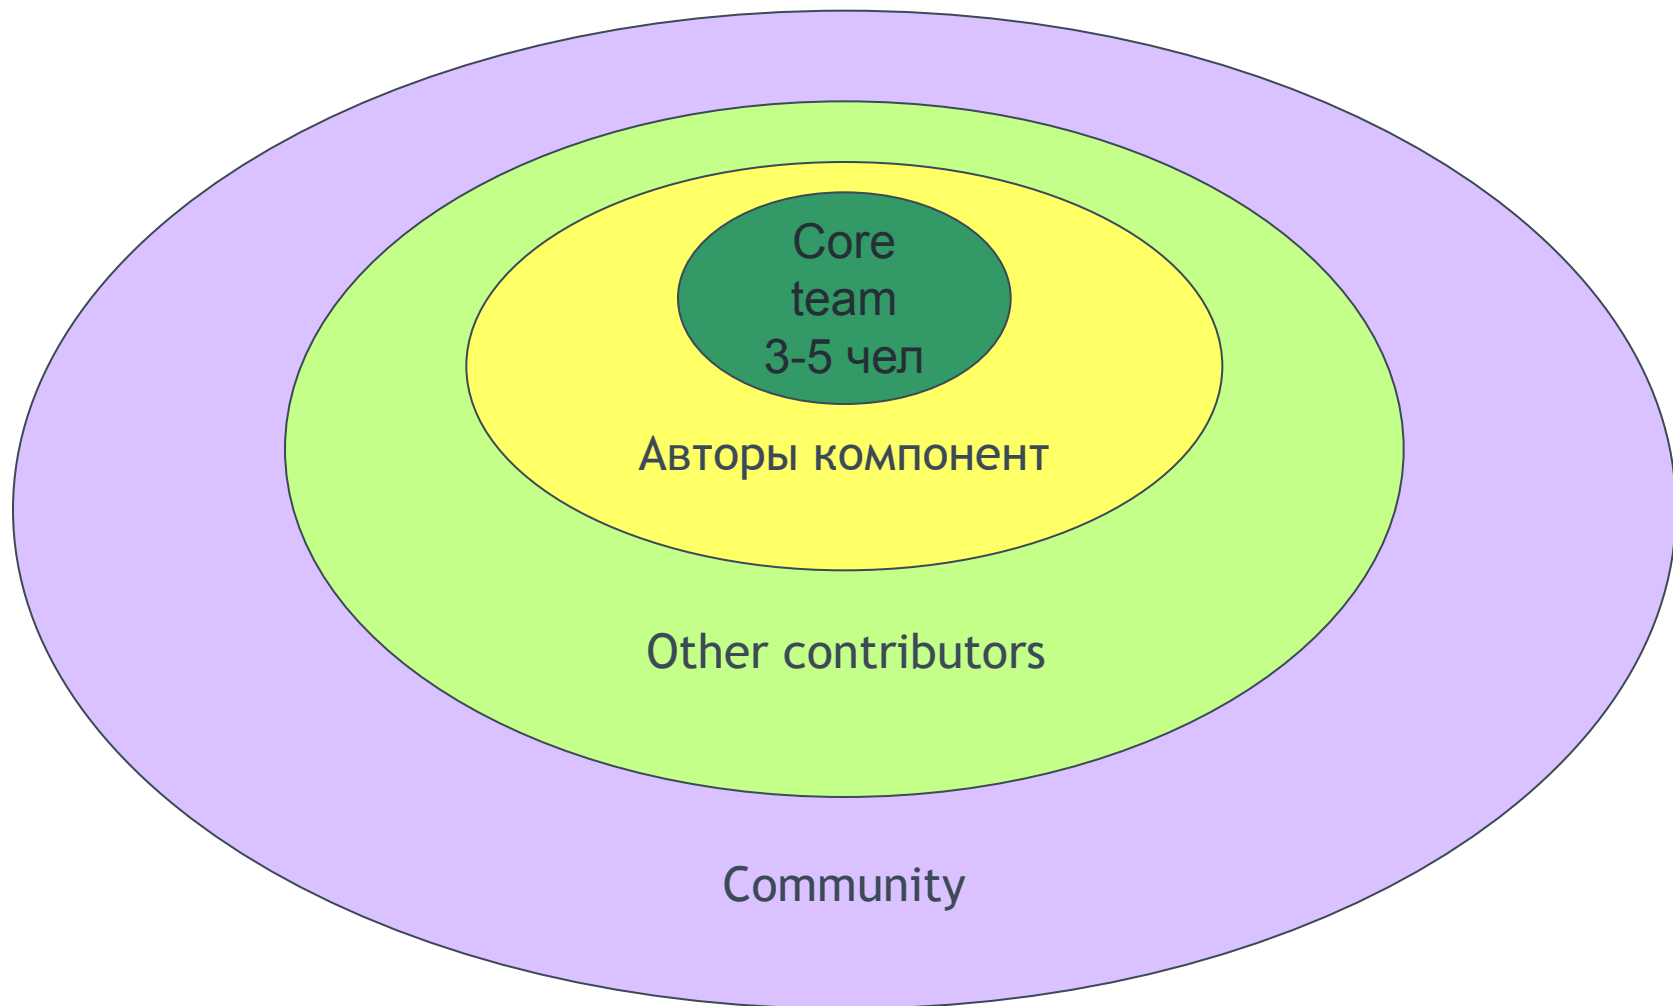 Core
team
3-5 чел
Авторы компонент
Other contributors
Community